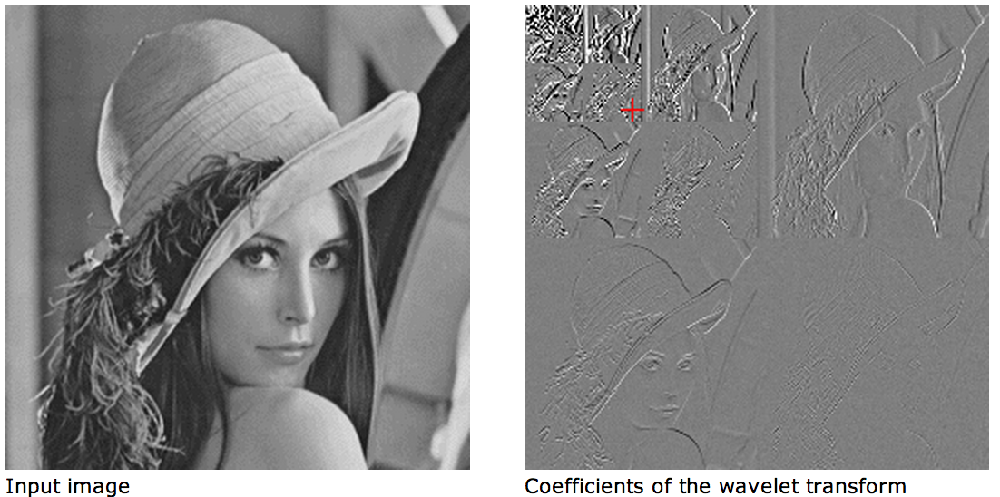 Input image
Coefficients of the wavelet transform